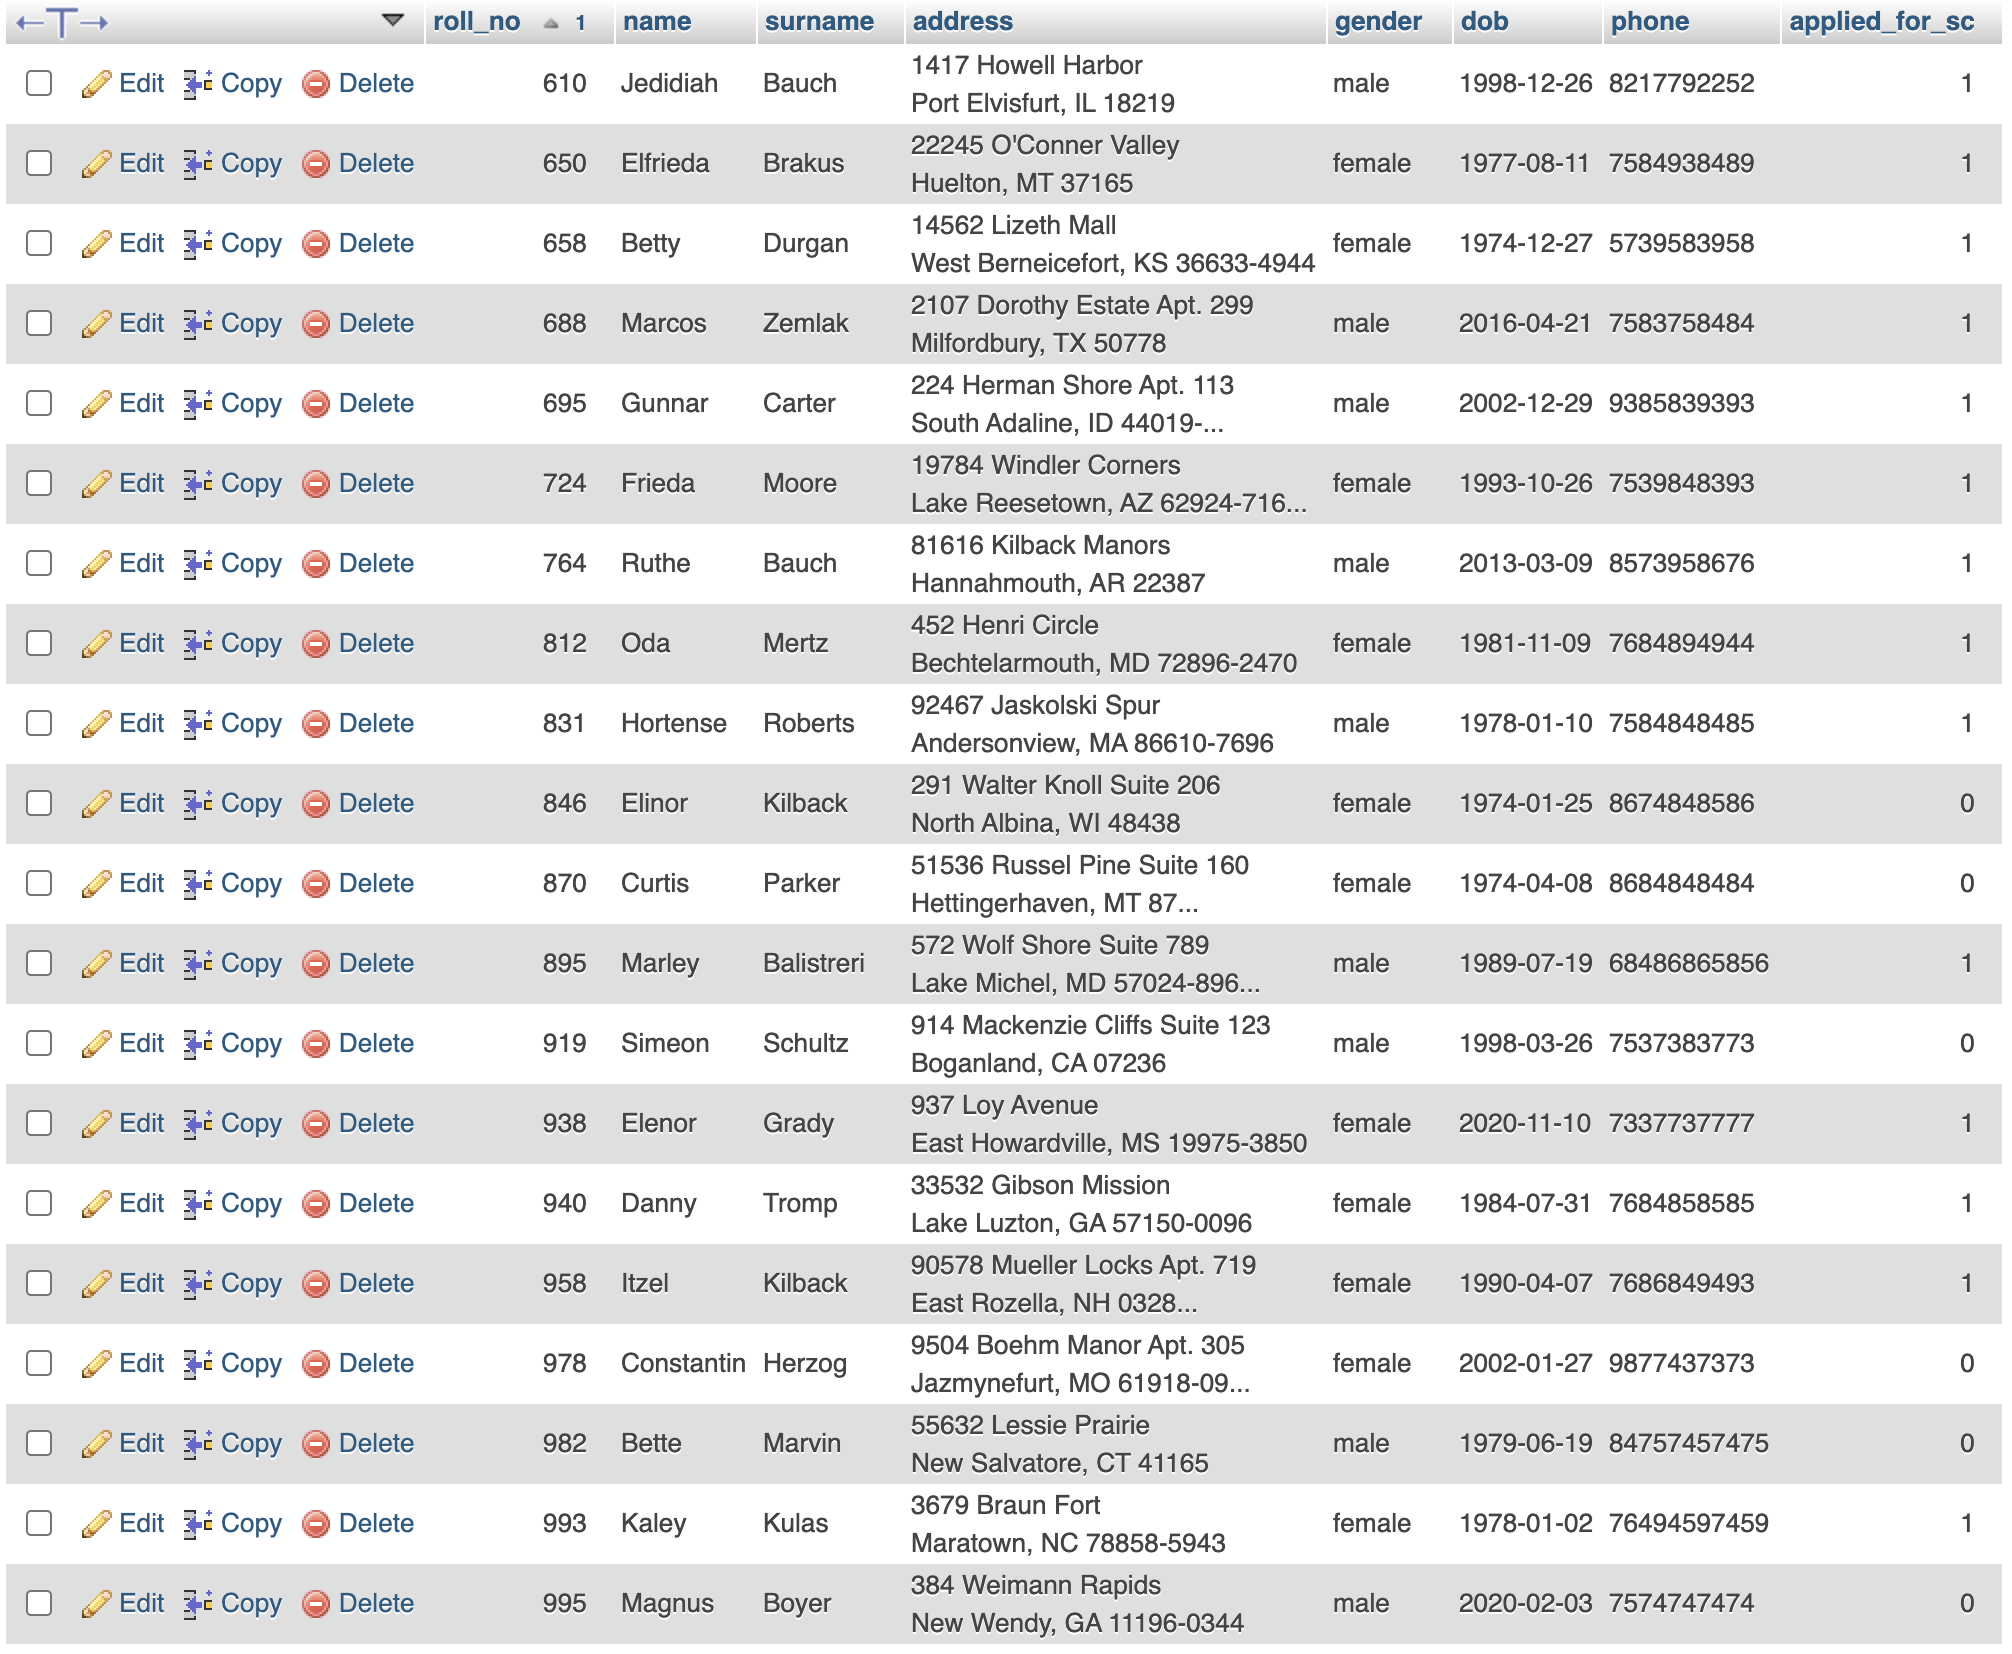 roll_no 1 name surname address gender dob phone applied_for_sc
Edit Copy Delete 610 Jedidiah Bauch 1417 Howell Harbor male 1998-12-26 8217792252 1
Port Elvisfurt, IL 18219
Edit Copy Delete 650 Elfrieda Brakus 22245 O'Conner Valley female 1977-08-11 7584938489 1
Huelton, MT 37165
Edit Copy Delete 658 Betty Durgan 14562 Lizeth Mall female 1974-12-27 5739583958 1
West Berneicefort, KS 36633-4944
Edit Copy Delete 688 Marcos Zemlak 2107 Dorothy Estate Apt. 299 male 2016-04-21 7583758484 1
Milfordbury, TX 50778
Edit Copy Delete 695 Gunnar Carter 224 Herman Shore Apt. 113 male 2002-12-29 9385839393 1
South Adaline, ID 44019-...
Edit Copy Delete 724 Frieda Moore 19784 Windler Corners female 1993-10-26 7539848393 1
Lake Reesetown, AZ 62924-716...
Edit Copy Delete 764 Ruthe Bauch 81616 Kilback Manors male 2013-03-09 8573958676 1
Hannahmouth, AR 22387
Edit Copy Delete 812 Oda Mertz 452 Henri Circle female 1981-11-09 7684894944 1
Bechtelarmouth, MD 72896-2470
Edit Copy Delete 831 Hortense Roberts 92467 Jaskolski Spur male 1978-01-10 7584848485 1
Andersonview, MA 86610-7696
Edit Copy Delete 846 Elinor Kilback 291 Walter Knoll Suite 206 female 1974-01-25 8674848586 0
North Albina, WI 48438
Edit Copy Delete 870 Curtis Parker 51536 Russel Pine Suite 160 female 1974-04-08 8684848484 0
Hettingerhaven, MT 87...
Edit Copy Delete 895 Marley Balistreri 572 Wolf Shore Suite 789 male 1989-07-19 68486865856 1
Lake Michel, MD 57024-896...
Edit Copy Delete 919 Simeon Schultz 914 Mackenzie Cliffs Suite 123 male 1998-03-26 7537383773 0
Boganland, CA 07236
Edit Copy Delete 938 Elenor Grady 937 Loy Avenue female 2020-11-10 7337737777 1
East Howardville, MS 19975-3850
Edit Copy Delete 940 Danny Tromp 33532 Gibson Mission female 1984-07-31 7684858585 1
Lake Luzton, GA 57150-0096
Edit Copy Delete 958 Itzel Kilback 90578 Mueller Locks Apt. 719 female 1990-04-07 7686849493 1
East Rozella, NH 0328...
Edit Copy Delete 978 Constantin Herzog 9504 Boehm Manor Apt. 305 female 2002-01-27 9877437373 0
Jazmynefurt, MO 61918-09...
Edit Copy Delete 982 Bette Marvin 55632 Lessie Prairie male 1979-06-19 84757457475 0
New Salvatore, CT 41165
Edit Copy Delete 993 Kaley Kulas 3679 Braun Fort female 1978-01-02 76494597459 1
Maratown, NC 78858-5943
Edit Copy Delete 995 Magnus Boyer 384 Weimann Rapids male 2020-02-03 7574747474 0
New Wendy, GA 11196-0344